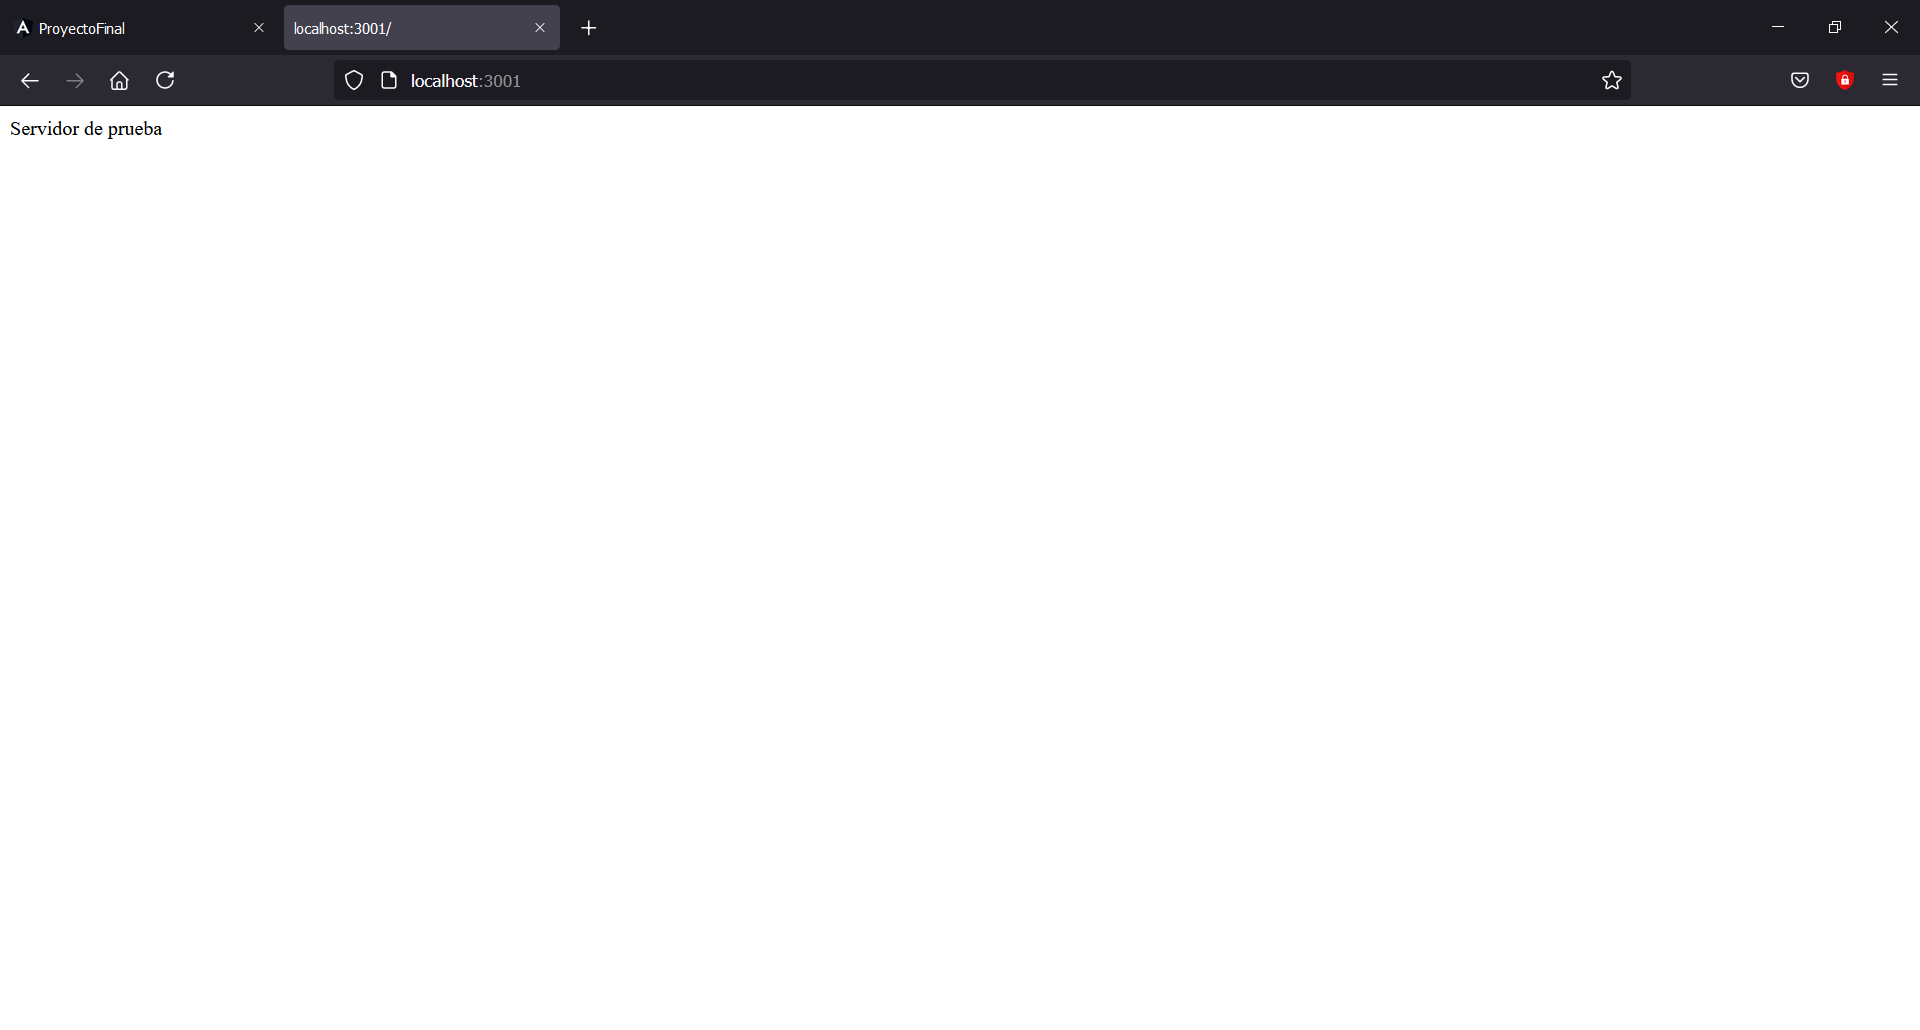 ProyectoFinal
localhost:3001/
localhost:3001
Servidor de prueba